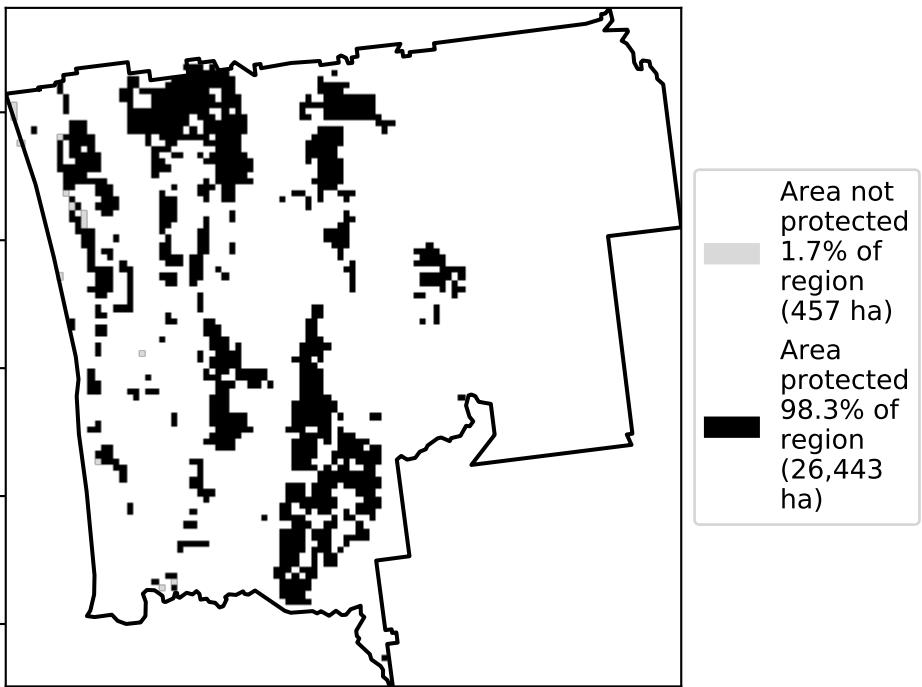 Area not
protected
1.7% of
region
(457 ha)
Area
protected
98.3% of
region
(26,443
ha)